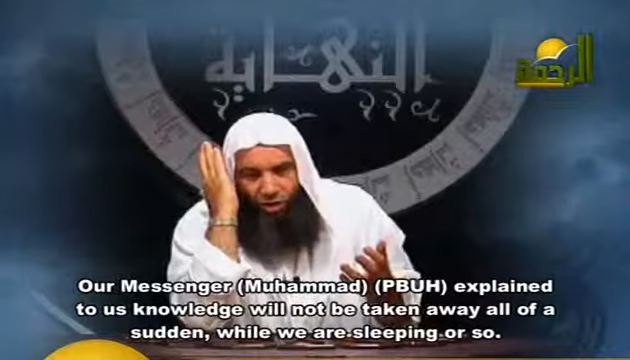 النهاية
الرحمة
Our Messenger (Muhammad) (PBUH) explained
to us knowledge will not be taken away all of a
sudden, while we are sleeping or so.